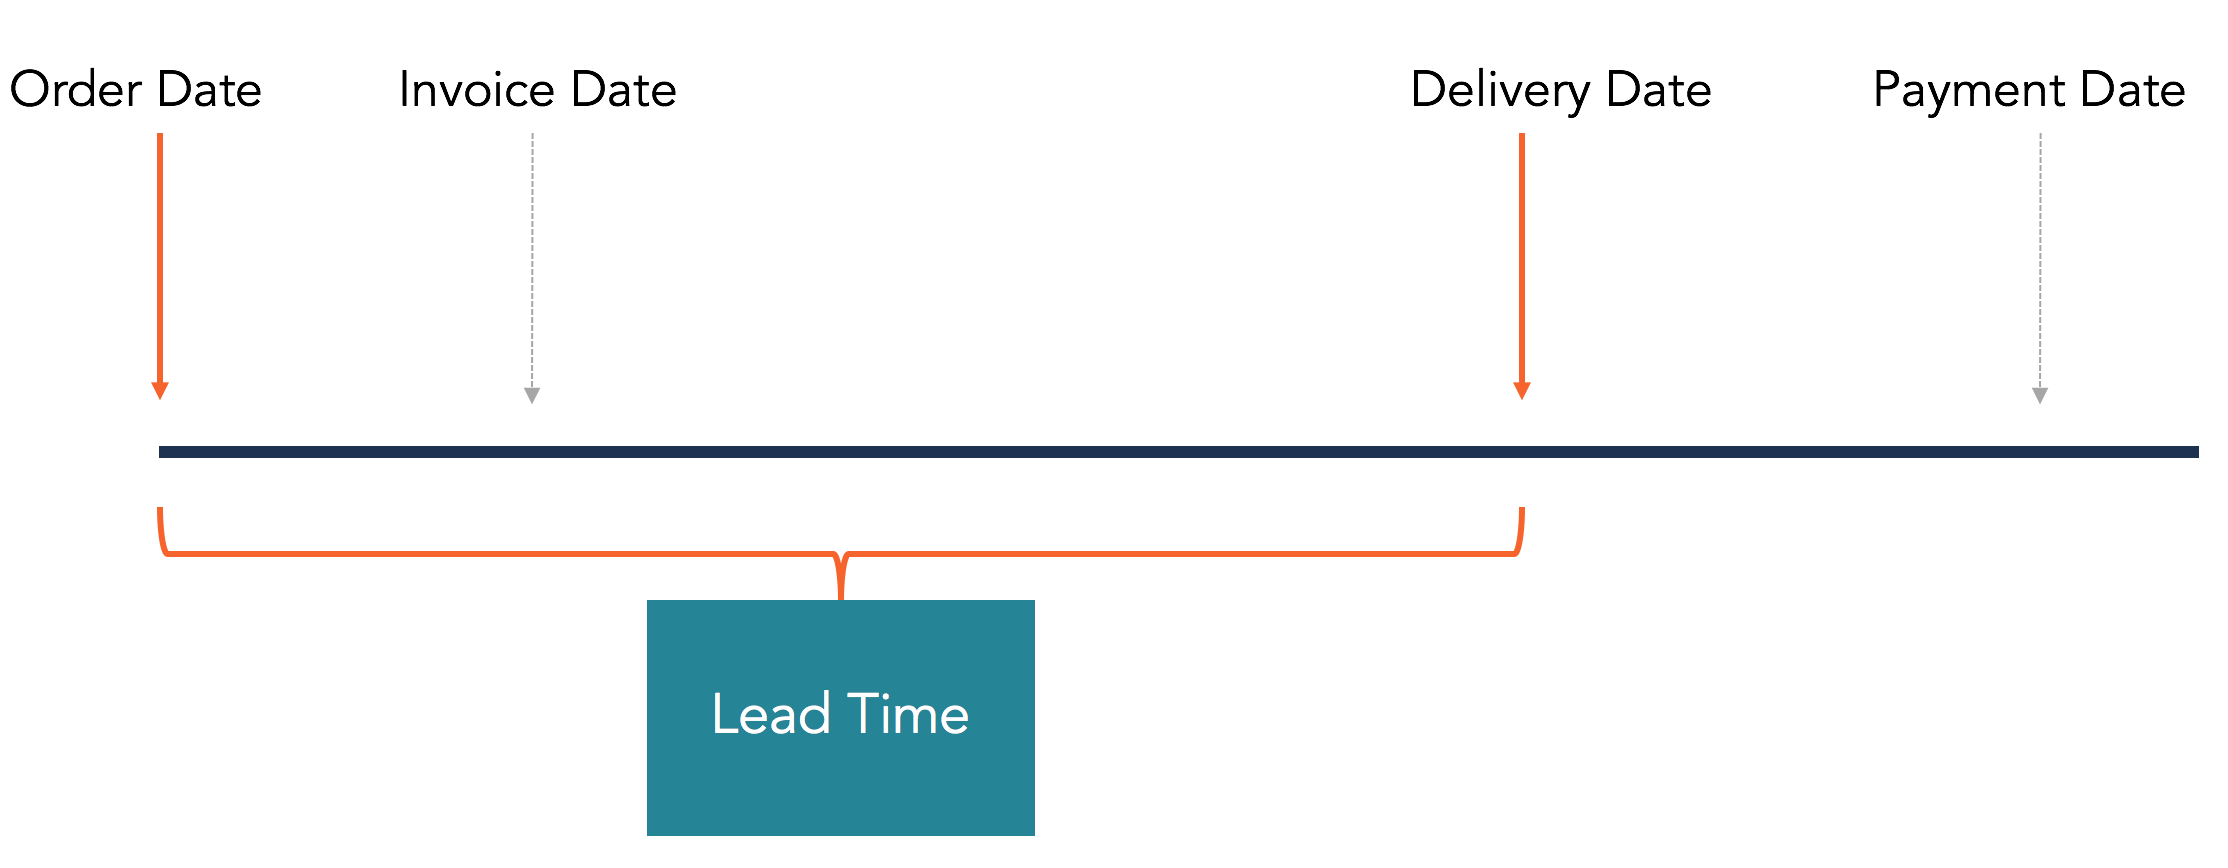 Order Date
Invoice Date
Delivery Date
Payment Date
Lead Time